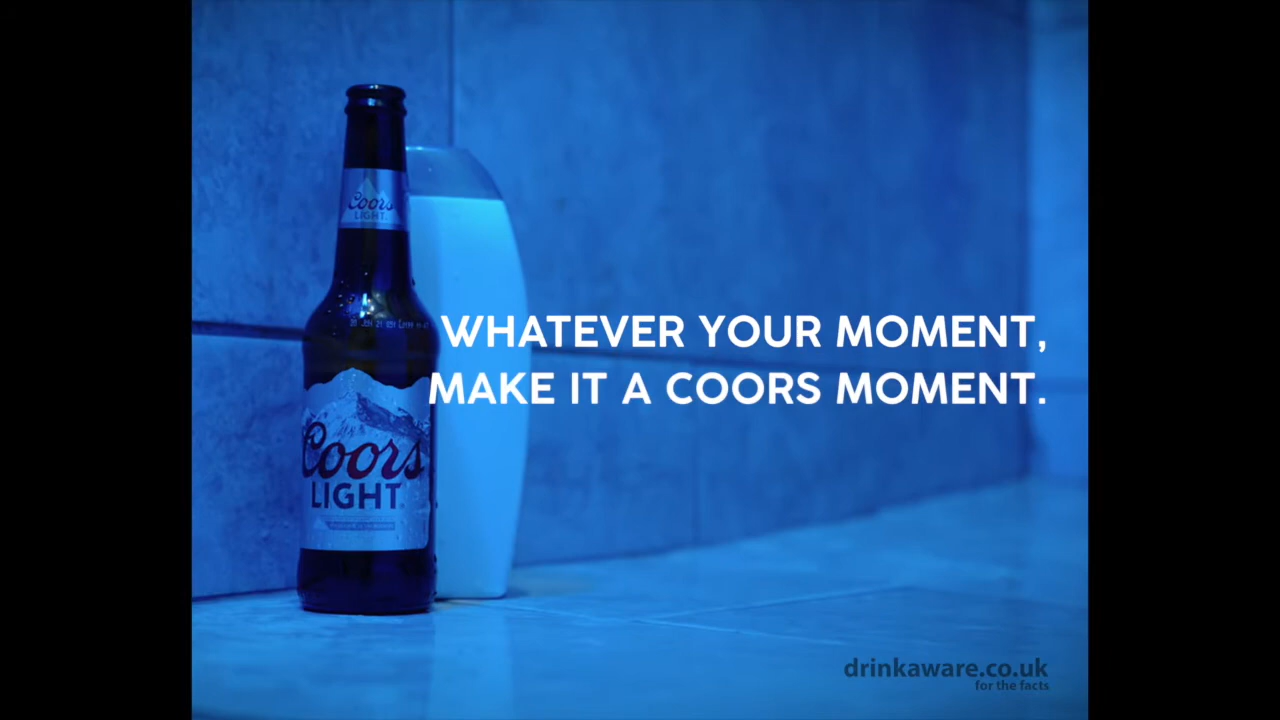 Coors
LIGHT
WHATEVER YOUR MOMENT,
MAKE IT A COORS MOMENT.
Coors
LIGHT
drinkaware.co.uk
for the facts